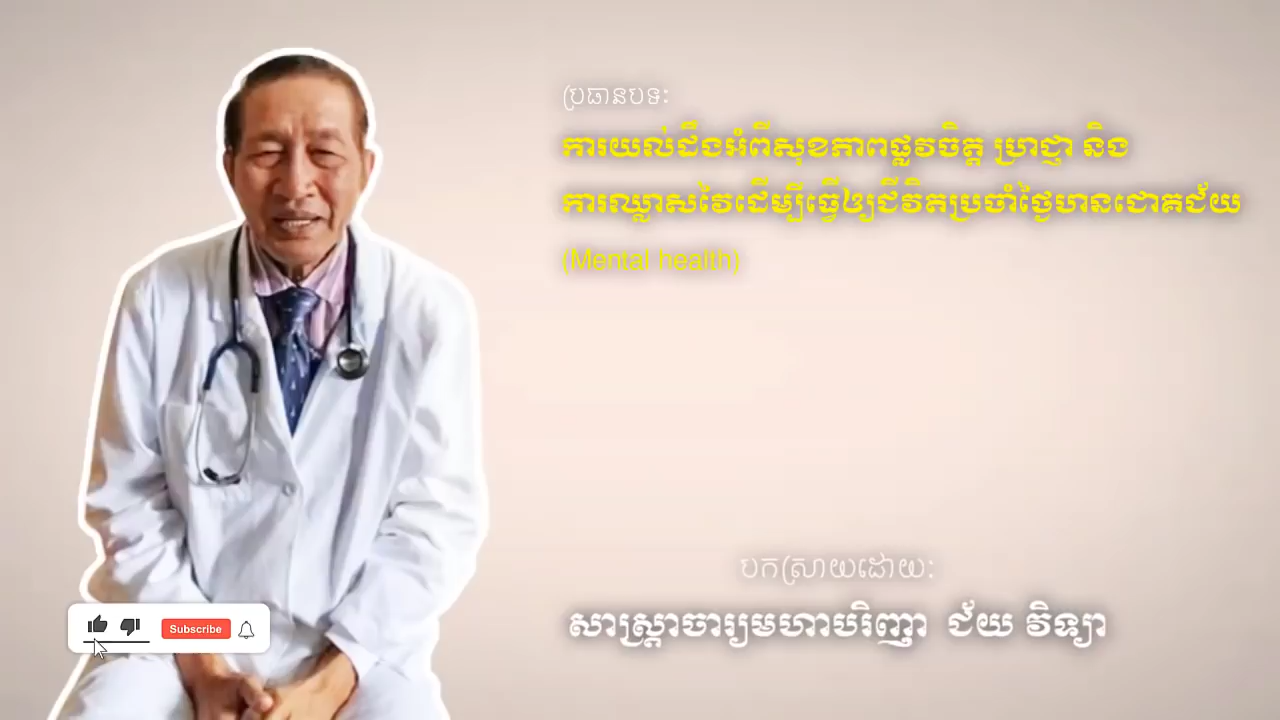 ប្រធានបទ:
ការយល់ដឹងអំពីសុខភាពផ្លូវចិត្ត ប្រាជ្ញា និង
ការឈ្លាសវៃដើម្បីធ្វើឲ្យជីវិតប្រចាំថ្ងៃមានជោគជ័យ
(Mental health)
បកស្រាយដោយ:
សាស្ត្រាចារ្យមហាបរិញ្ញា ជ័យ វិទ្យា
Subscribe